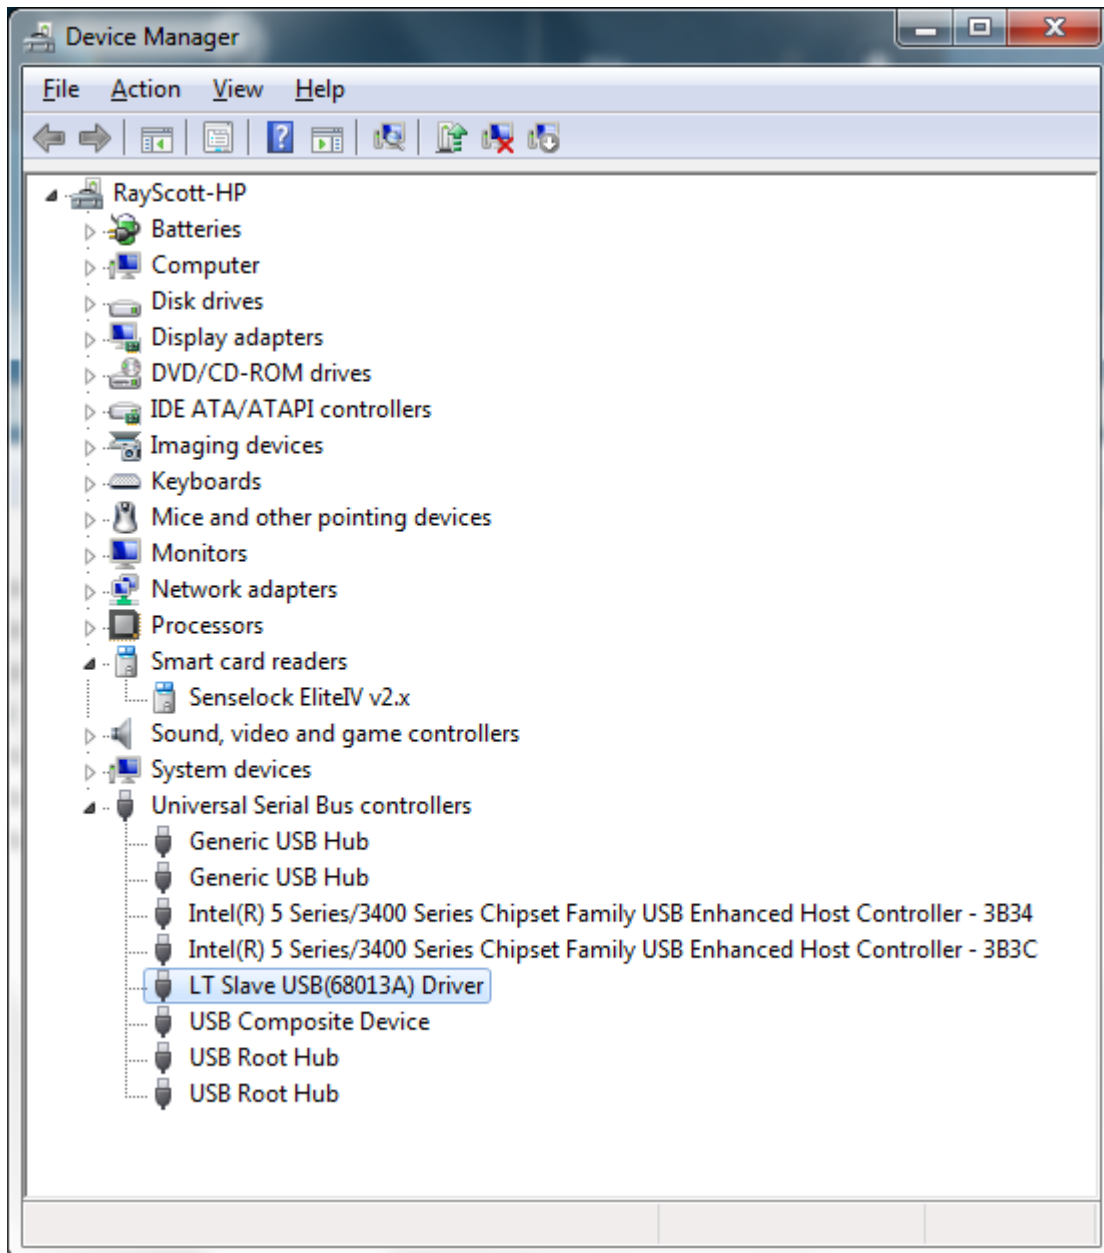 Device Manager
File Action View Help
RayScott-HP
Batteries
Computer
Disk drives
Display adapters
DVD/CD-ROM drives
IDE ATA/ATAPI controllers
Imaging devices
Keyboards
Mice and other pointing devices
Monitors
Network adapters
Processors
Smart card readers
Senselock EliteIV v2.x
Sound, video and game controllers
System devices
Universal Serial Bus controllers
Generic USB Hub
Generic USB Hub
Intel(R) 5 Series/3400 Series Chipset Family USB Enhanced Host Controller - 3B34
Intel(R) 5 Series/3400 Series Chipset Family USB Enhanced Host Controller - 3B3C
LT Slave USB(68013A) Driver
USB Composite Device
USB Root Hub
USB Root Hub